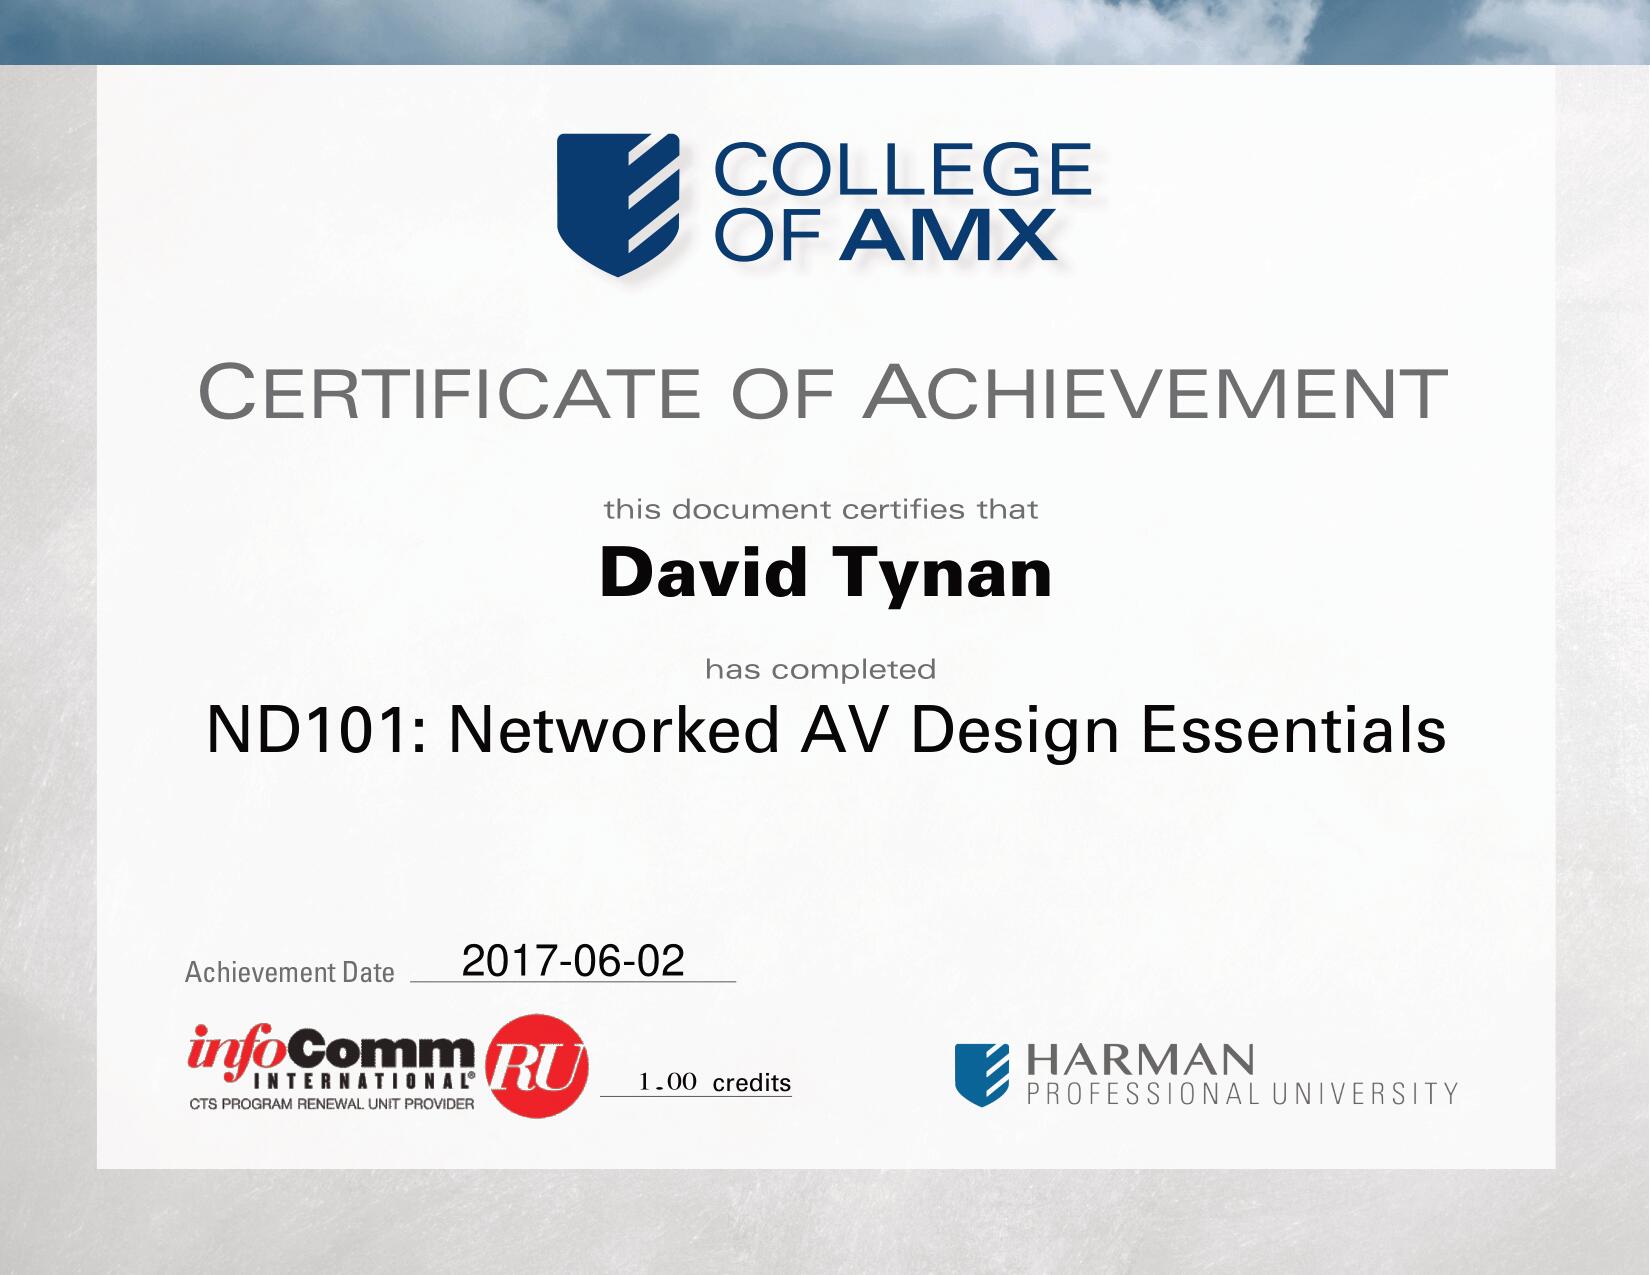 COLLEGE
OF AMX
CERTIFICATE OF ACHIEVEMENT
this document certifies that
David Tynan
has completed
ND101: Networked AV Design Essentials
Achievement Date 2017-06-02
infoComm
INTERNATIONAL®
CTS PROGRAM RENEWAL UNIT PROVIDER
RU
1.00 credits
HARMAN
PROFESSIONAL UNIVERSITY